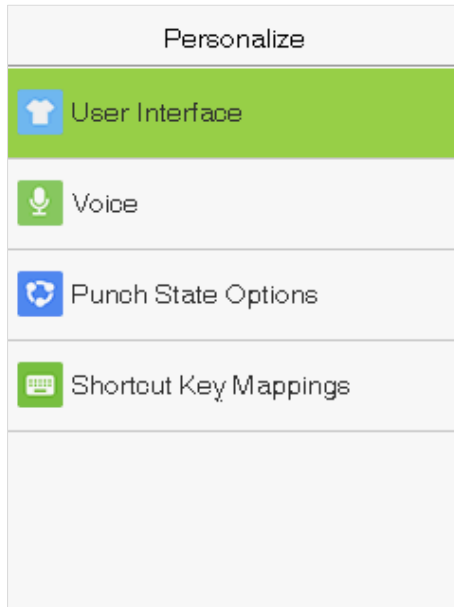 Personalize
User Interface
Voice
Punch State Options
Shortcut Key Mappings